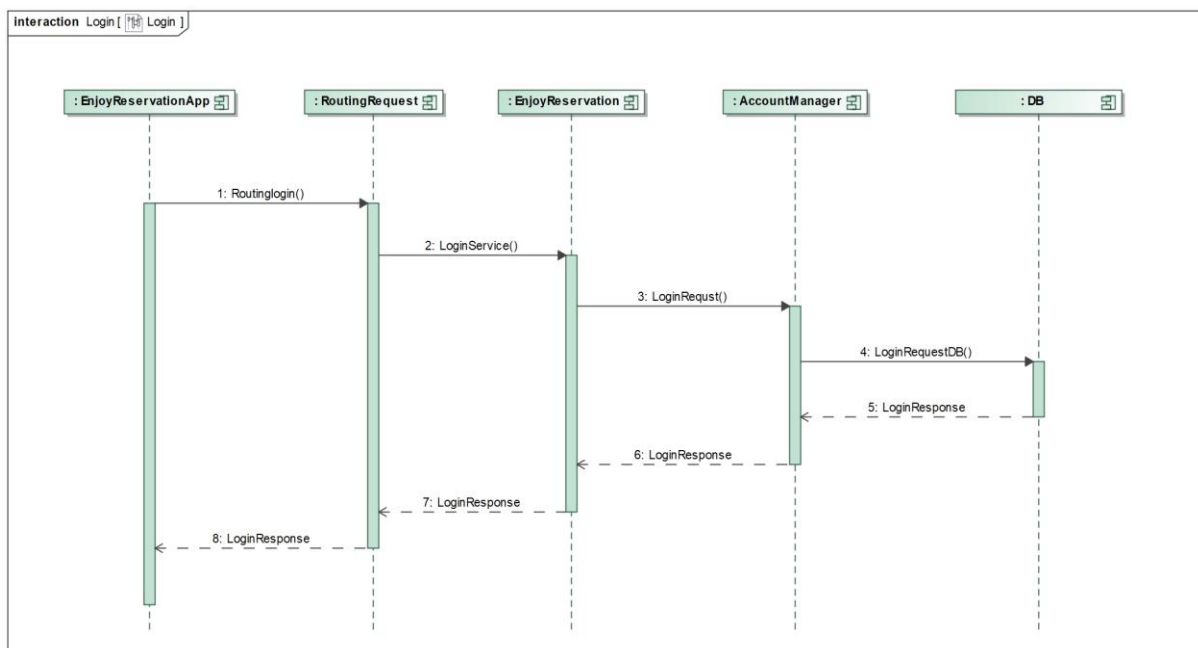 interaction Login [ Login ]
: EnjoyReservationApp
: RoutingRequest
: EnjoyReservation
: AccountManager
: DB
1: Routinglogin()
2: LoginService()
3: LoginRequst()
4: LoginRequestDB()
5: LoginResponse
6: LoginResponse
7: LoginResponse
8: LoginResponse